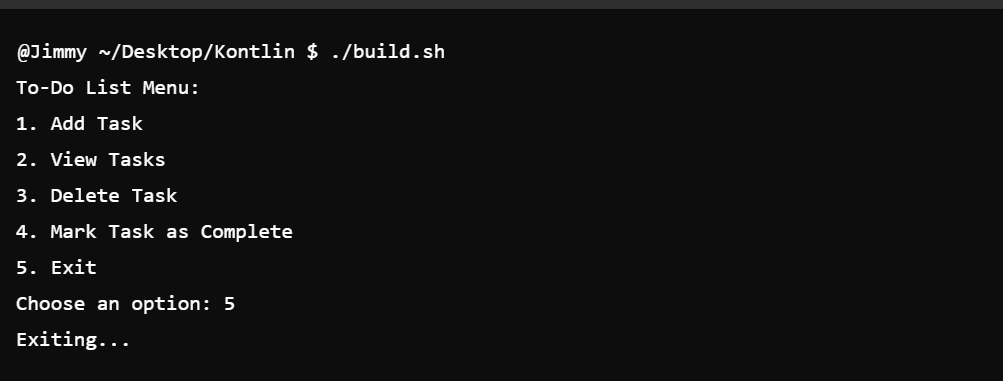 @Jimmy ~/Desktop/Kontlin $ ./build.sh
To-Do List Menu:
1. Add Task
2. View Tasks
3. Delete Task
4. Mark Task as Complete
5. Exit
Choose an option: 5
Exiting...